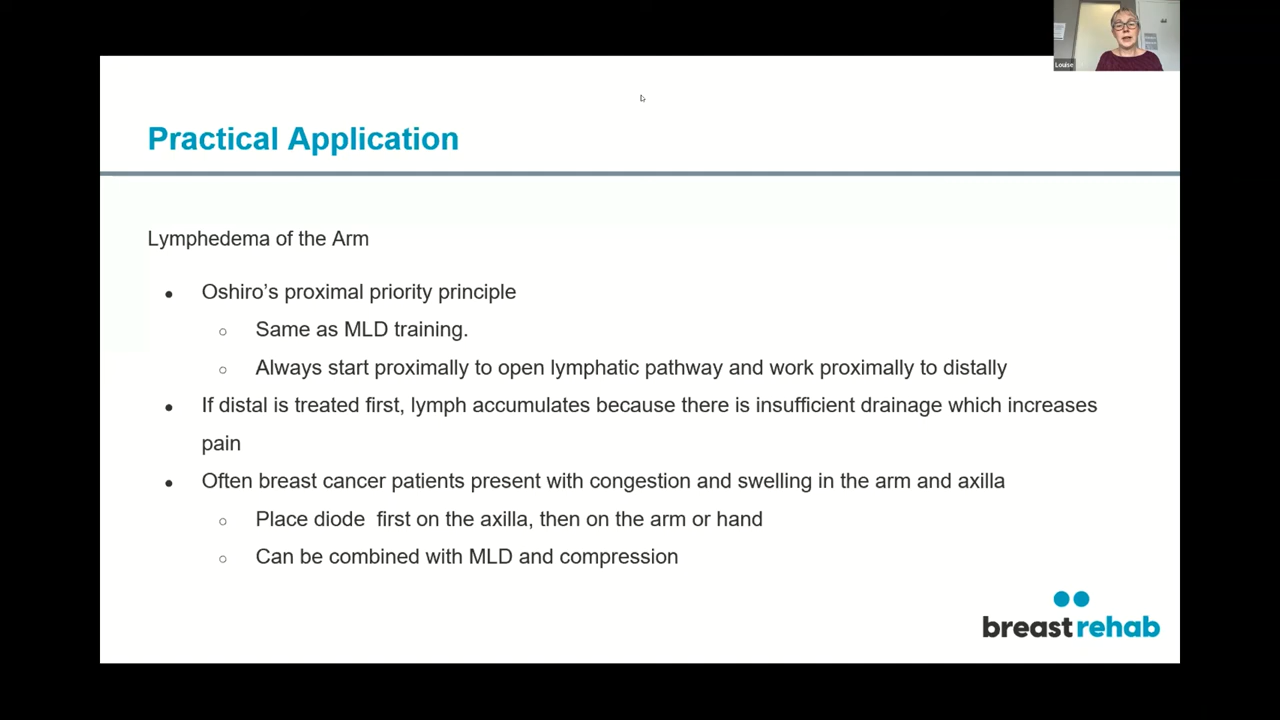 Louise
Practical Application
Lymphedema of the Arm
● Oshiro’s proximal priority principle
○ Same as MLD training.
○ Always start proximally to open lymphatic pathway and work proximally to distally
● If distal is treated first, lymph accumulates because there is insufficient drainage which increases
pain
● Often breast cancer patients present with congestion and swelling in the arm and axilla
○ Place diode  first on the axilla, then on the arm or hand
○ Can be combined with MLD and compression
breast rehab